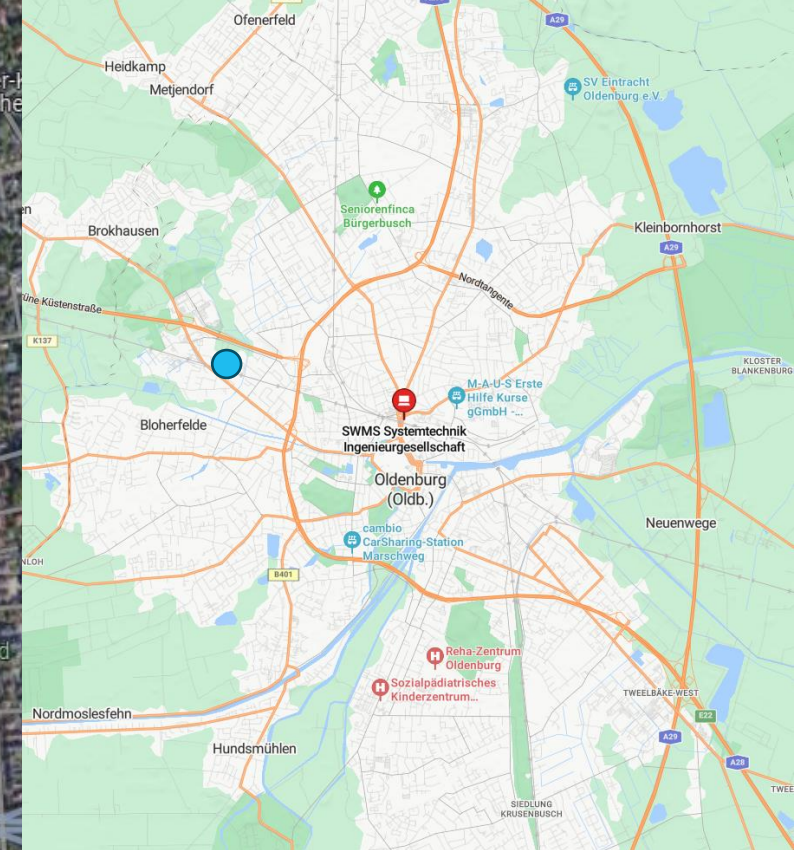 Ofenerfeld
A29
Heidkamp
Metjendorf
SV Eintracht
Oldenburg e.V.
Seniorenfinca
Bürgerbusch
Brokhausen
Kleinbornhorst
A29
Nordtangente
Küstenstraße
K137
KLOSTER
BLANKENBURG
M-A-U-S Erste
Hilfe Kurse
gGmbH -...
Bloherfelde
SWMS Systemtechnik
Ingenieurgesellschaft
Oldenburg
(Oldb.)
Neuenwege
cambio
CarSharing-Station
Marschweg
B401
Reha-Zentrum
Oldenburg
Sozialpädiatrisches
Kinderzentrum...
TWEELBÄKE-WEST
Nordmoslesfehn
E22
A29
Hundsmühlen
A28
SIEDLUNG
KRUSENBUSCH